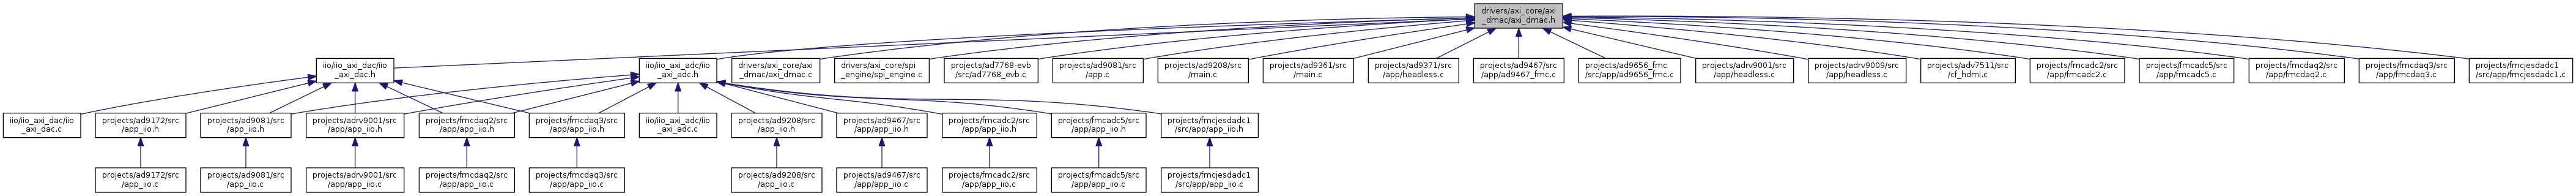 drivers/axi_core/axi
_dmac/axi_dmac.h
iio/iio_axi_dac/iio
_axi_dac.h
iio/iio_axi_adc/iio
_axi_adc.h
drivers/axi_core/axi
_dmac/axi_dmac.c
drivers/axi_core/spi
_engine/spi_engine.c
projects/ad7768-evb
/src/ad7768_evb.c
projects/ad9081/src
/app.c
projects/ad9208/src
/main.c
projects/ad9361/src
/main.c
projects/ad9371/src
/app/headless.c
projects/ad9467/src
/app/ad9467_fmc.c
projects/ad9656_fmc
/src/app/ad9656_fmc.c
projects/adrv9001/src
/app/headless.c
projects/adrv9009/src
/app/headless.c
projects/adv7511/src
/cf_hdmi.c
projects/fmcadc2/src
/app/fmcadc2.c
projects/fmcadc5/src
/app/fmcadc5.c
projects/fmcdaq2/src
/app/fmcdaq2.c
projects/fmcdaq3/src
/app/fmcdaq3.c
projects/fmcjesdadc1
/src/app/fmcjesdadc1.c
iio/iio_axi_dac/iio
_axi_dac.c
projects/ad9172/src
/app_iio.h
projects/ad9081/src
/app_iio.h
projects/adrv9001/src
/app/app_iio.h
projects/fmcdaq2/src
/app/app_iio.h
projects/fmcdaq3/src
/app/app_iio.h
iio/iio_axi_adc/iio
_axi_adc.c
projects/ad9208/src
/app_iio.h
projects/ad9467/src
/app/app_iio.h
projects/fmcadc2/src
/app/app_iio.h
projects/fmcadc5/src
/app/app_iio.h
projects/fmcjesdadc1
/src/app/app_iio.h
projects/ad9172/src
/app_iio.c
projects/ad9081/src
/app_iio.c
projects/adrv9001/src
/app/app_iio.c
projects/fmcdaq2/src
/app/app_iio.c
projects/fmcdaq3/src
/app/app_iio.c
projects/ad9208/src
/app_iio.c
projects/ad9467/src
/app/app_iio.c
projects/fmcadc2/src
/app/app_iio.c
projects/fmcadc5/src
/app/app_iio.c
projects/fmcjesdadc1
/src/app/app_iio.c